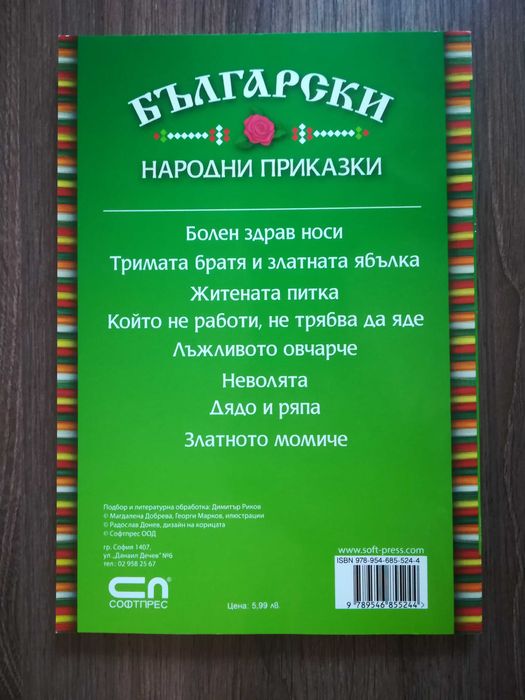 БЪЛГАРСКИ
НАРОДНИ ПРИКАЗКИ
Болен здрав носи
Тримата братя и златната ябълка
Житената питка
Който не работи, не трябва да яде
Лъжливото овчарче
Неволята
Дядо и ряпа
Златното момиче
Подбор и литературна обработка: Димитър Риков
© Магдалена Добрева, Георги Марков, илюстрации
© Радослав Донев, дизайн на корицата
© Софтпрес ООД
гр. София 1407,
ул „Данаил Дечев" №6
тел.: 02 958 25 67
СП
СОФТПРЕС
Цена: 5,99 лв.
www.soft-press.com
ISBN 978-954-685-524-4
9 789546 855244